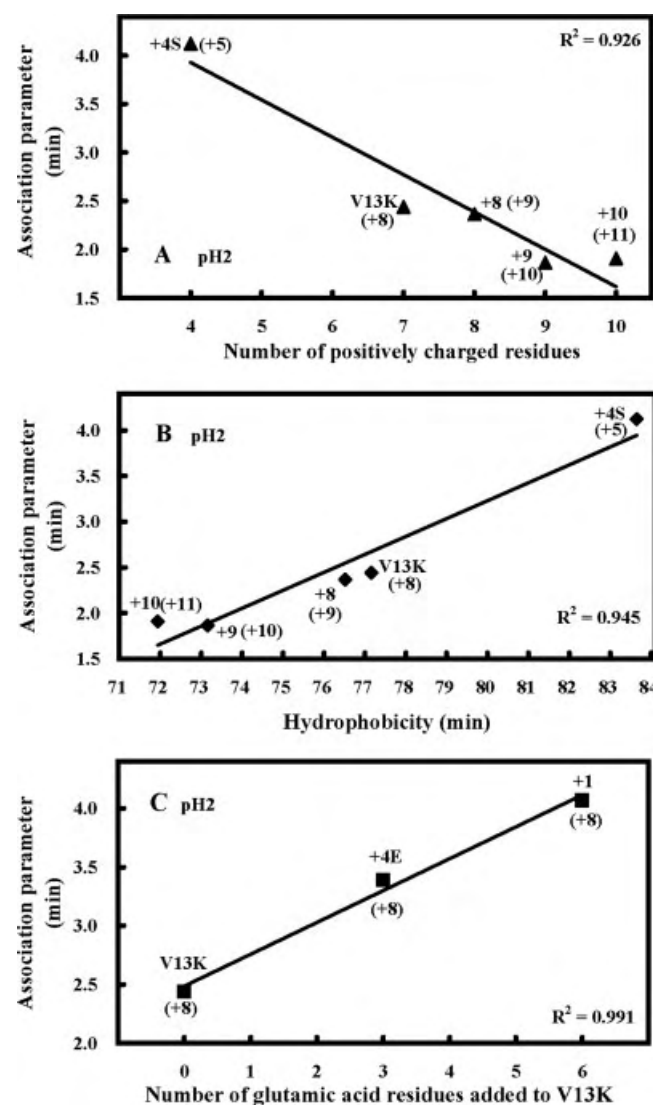 +4S (+5)
R² = 0.926
4.0
3.5
3.0
2.5
2.0
1.5
Association parameter
(min)
V13K
(+8)
+8 (+9)
+9
(+10)
+10
(+11)
A pH2
4 5 6 7 8 9 10
Number of positively charged residues
B pH2
+4S
(+5)
4.0
3.5
3.0
2.5
2.0
1.5
Association parameter
(min)
+10 (+11)
+9 (+10)
+8
(+9)
V13K
(+8)
R² = 0.945
71 72 73 74 75 76 77 78 79 80 81 82 83 84
Hydrophobicity (min)
C pH2
+1
(+8)
4.0
3.5
3.0
2.5
2.0
Association parameter
(min)
+4E
(+8)
V13K
(+8)
R² = 0.991
0 1 2 3 4 5 6
Number of glutamic acid residues added to V13K